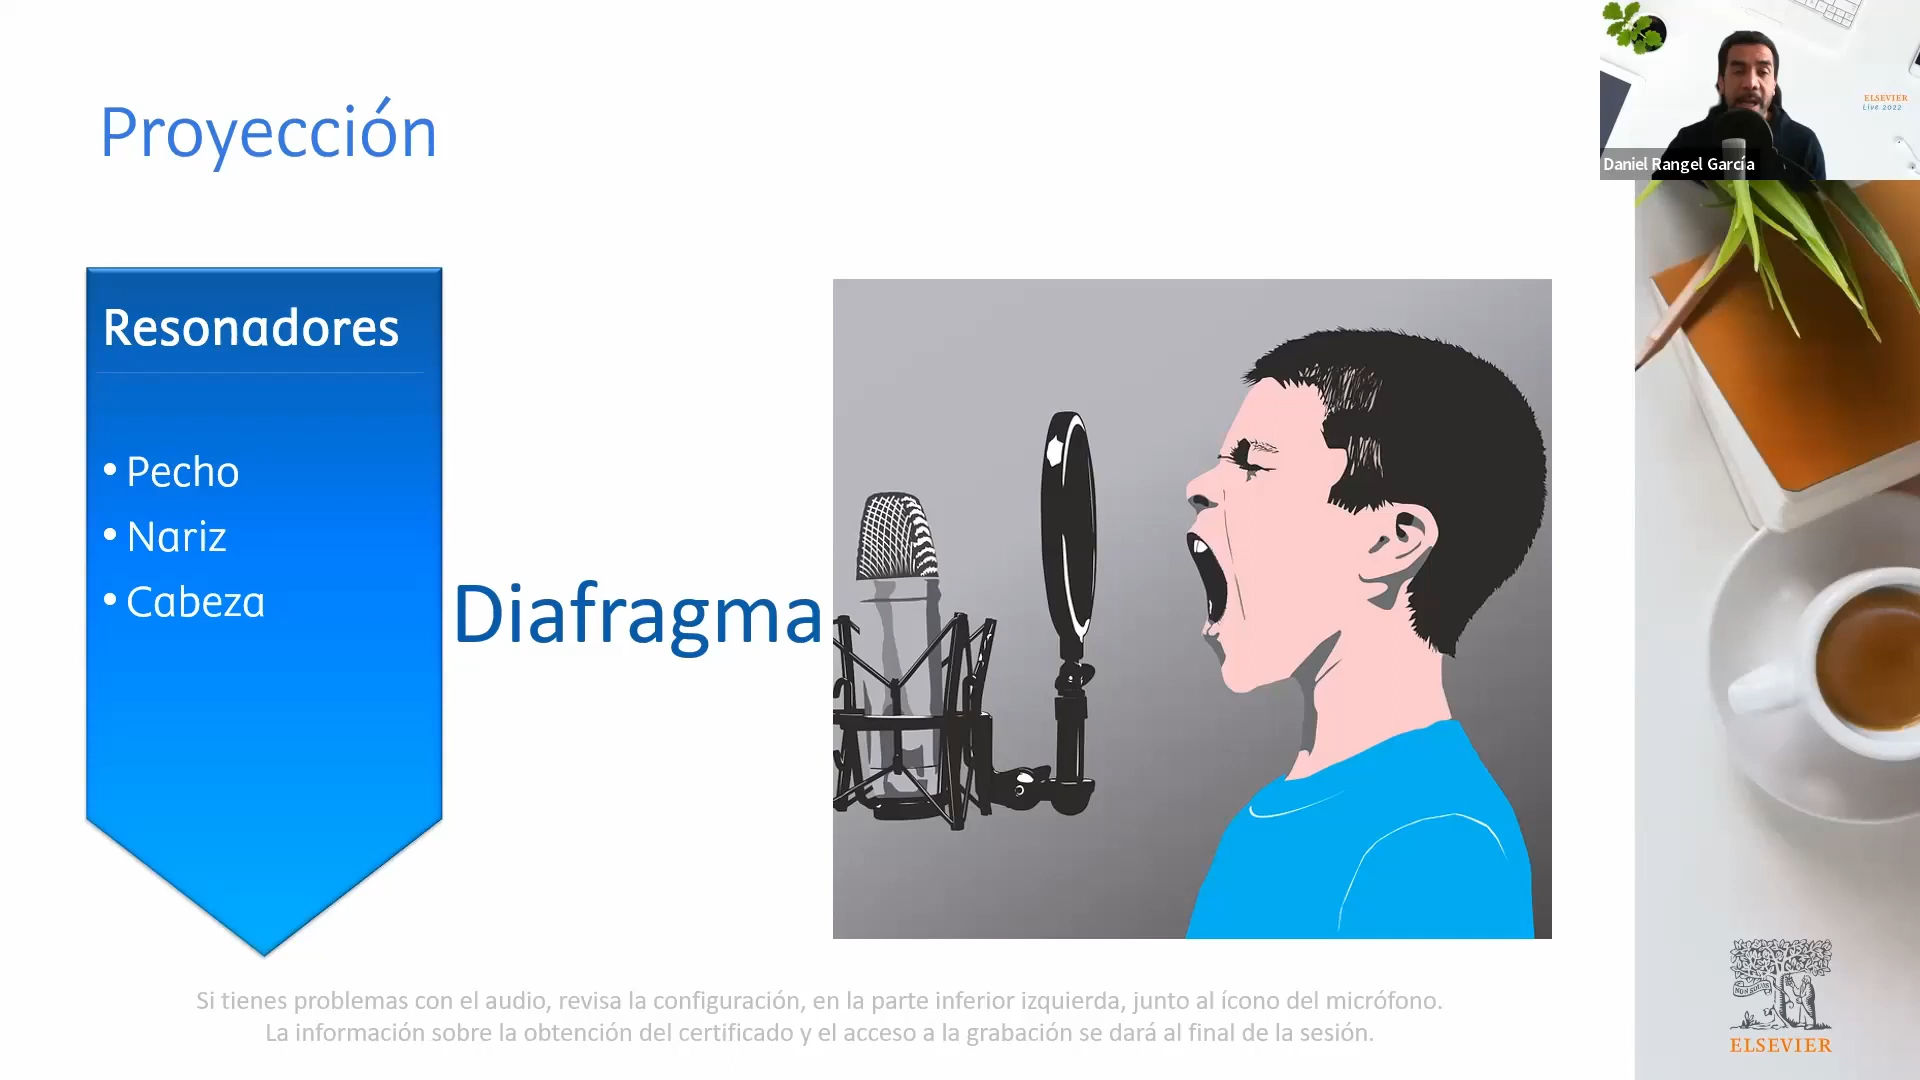 Proyección
ELSEVIER
Live 2022
Daniel Rangel García
Resonadores
• Pecho
• Nariz
• Cabeza
Diafragma
Si tienes problemas con el audio, revisa la configuración, en la parte inferior izquierda, junto al ícono del micrófono.
La información sobre la obtención del certificado y el acceso a la grabación se dará al final de la sesión.
NON SOLUS
ELSEVIER